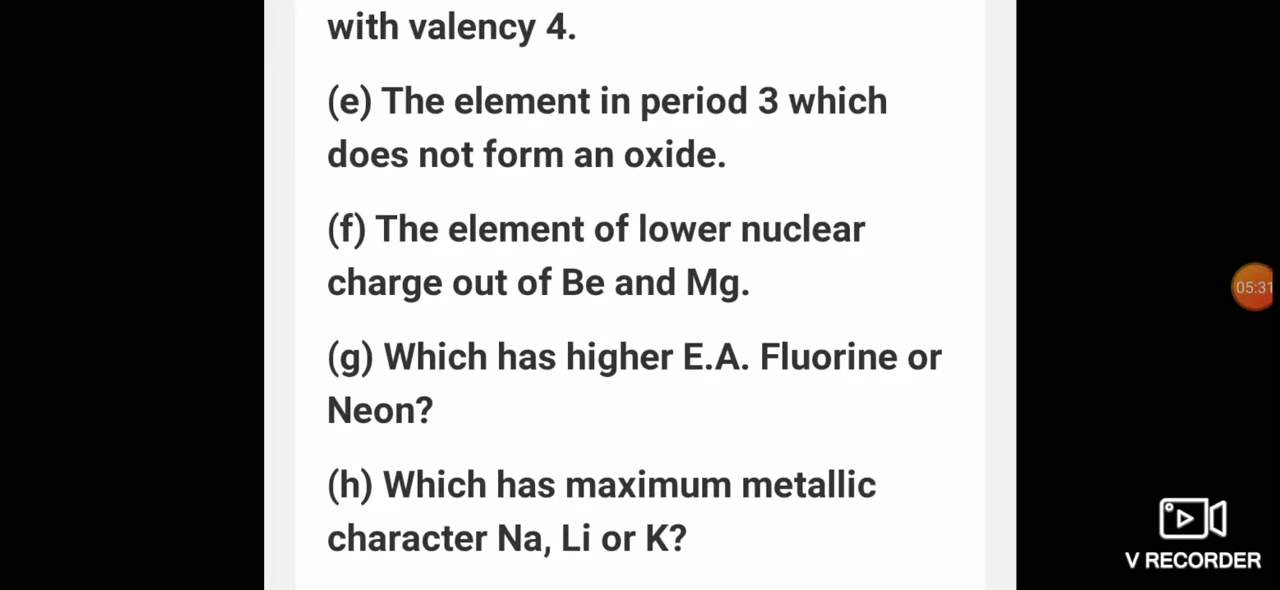 with valency 4.
(e) The element in period 3 which
does not form an oxide.
(f) The element of lower nuclear
charge out of Be and Mg.
(g) Which has higher E.A. Fluorine or
Neon?
(h) Which has maximum metallic
character Na, Li or K?
05:31
V RECORDER